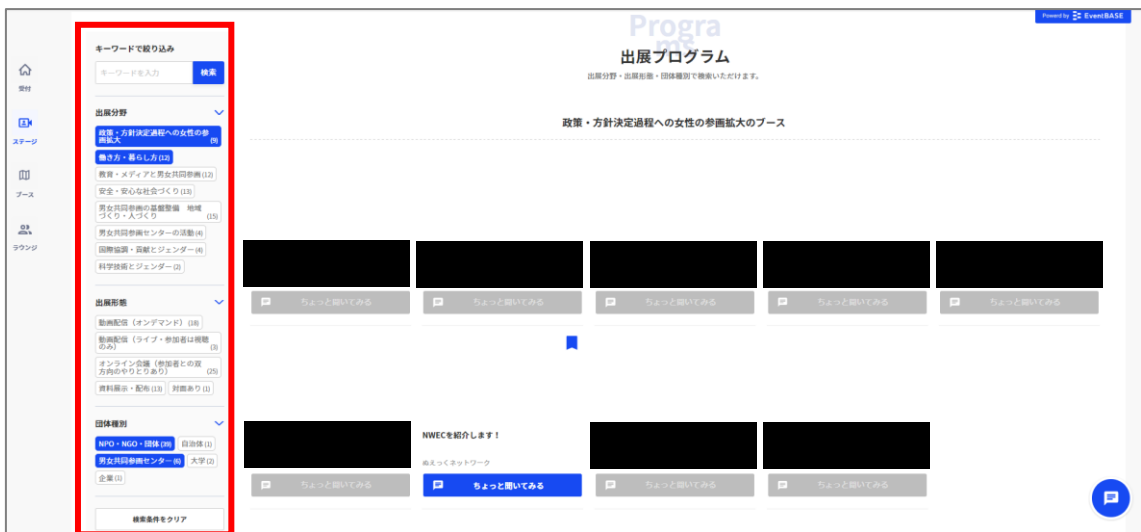 Powered by EventBASE
Progra
ms
出展プログラム
出展分野・出展形態・団体種別で検索いただけます。
受付
ステージ
ブース
ラウンジ
キーワードで絞り込み
キーワードを入力
検索
出展分野
政策・方針決定過程への女性の参
画拡大 (9)
働き方・暮らし方 (12)
教育・メディアと男女共同参画 (12)
安全・安心な社会づくり (13)
男女共同参画の基盤整備 地域
づくり・人づくり (15)
男女共同参画センターの活動 (4)
国際協調・貢献とジェンダー (4)
科学技術とジェンダー (2)
出展形態
動画配信（オンデマンド） (18)
動画配信（ライブ・参加者は視聴
のみ） (3)
オンライン会議（参加者との双
方向のやりとりあり） (25)
資料展示・配布 (13) 対面あり (1)
団体種別
NPO・NGO・団体 (39) 自治体 (1)
男女共同参画センター (6) 大学 (2)
企業 (1)
検索条件をクリア
政策・方針決定過程への女性の参画拡大のブース
ちょっと聞いてみる ちょっと聞いてみる ちょっと聞いてみる ちょっと聞いてみる ちょっと聞いてみる
NWECを紹介します！
ぬえっくネットワーク
ちょっと聞いてみる ちょっと聞いてみる ちょっと聞いてみる ちょっと聞いてみる